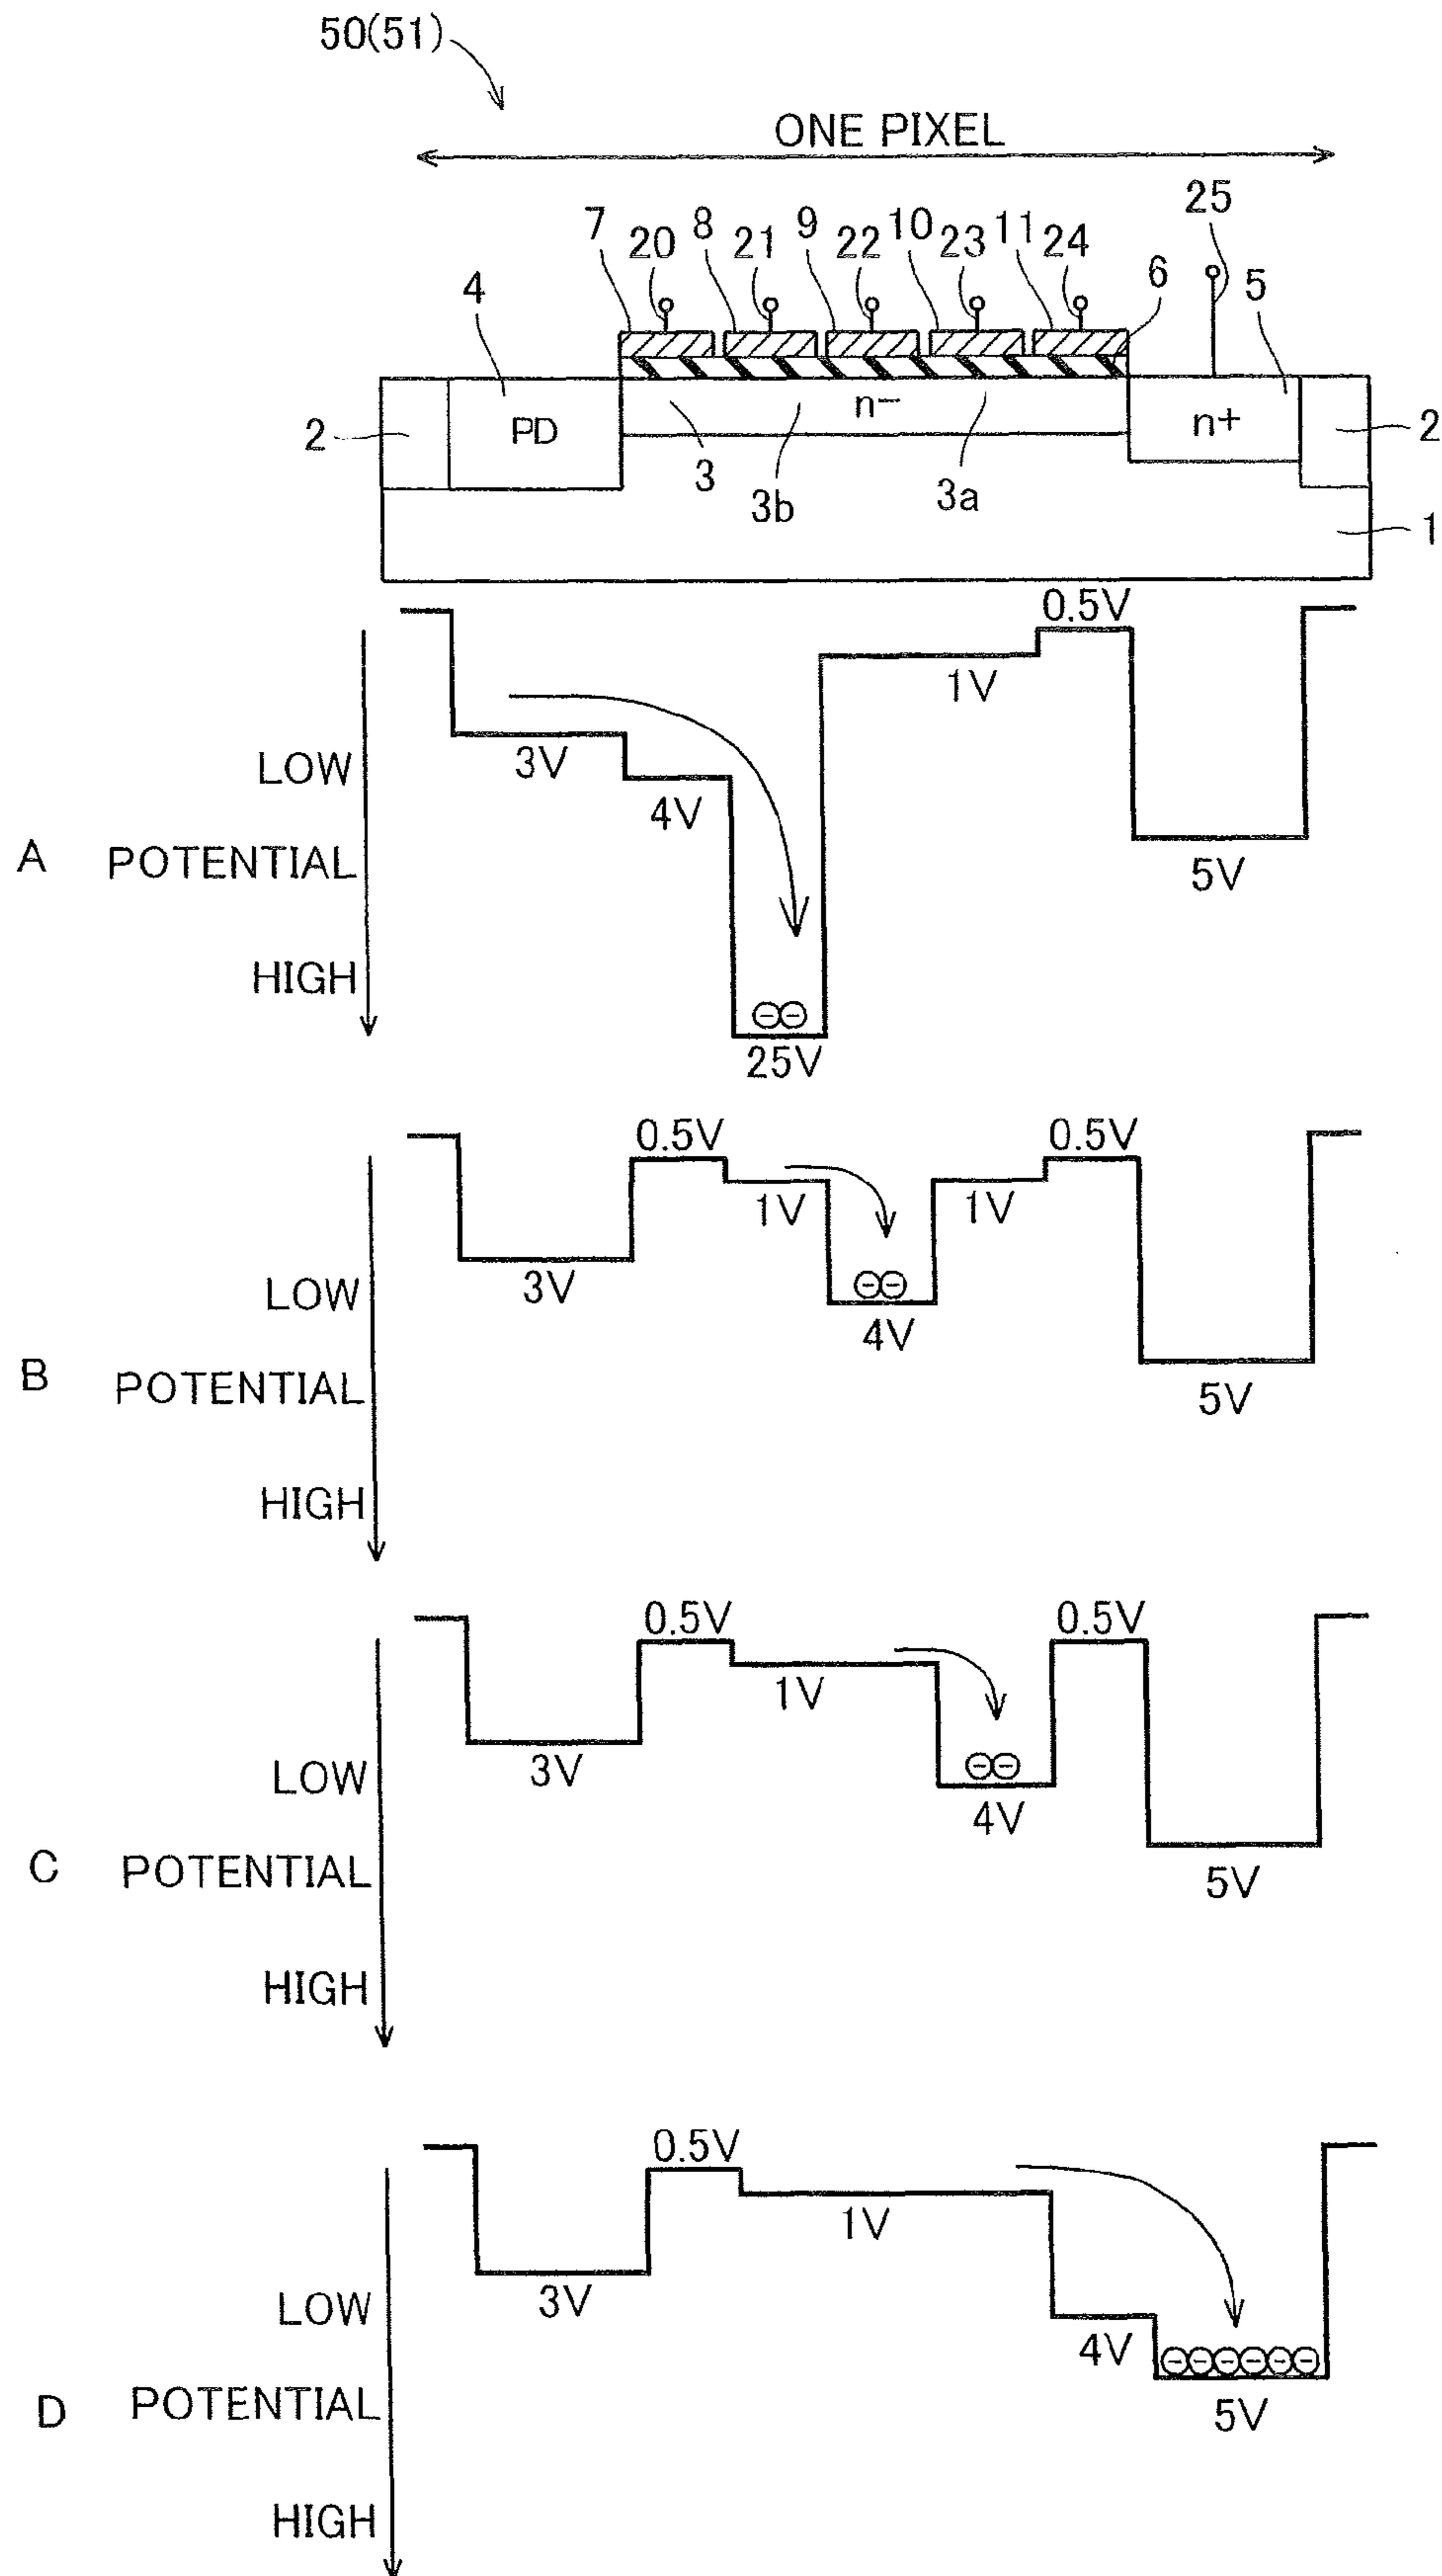 50(51)
ONE PIXEL
7 20 8 21 9 22 10 23 11 24 6 25 5
4
2 PD 3 3b n- 3a n+ 2
1
0.5V
1V
3V
4V
LOW
A POTENTIAL
5V
HIGH
25V
0.5V 0.5V
1V 1V
3V
LOW
4V
B POTENTIAL
5V
HIGH
0.5V 0.5V
1V
3V
LOW
4V
C POTENTIAL
5V
HIGH
0.5V
1V
3V
LOW
4V
D POTENTIAL
5V
HIGH